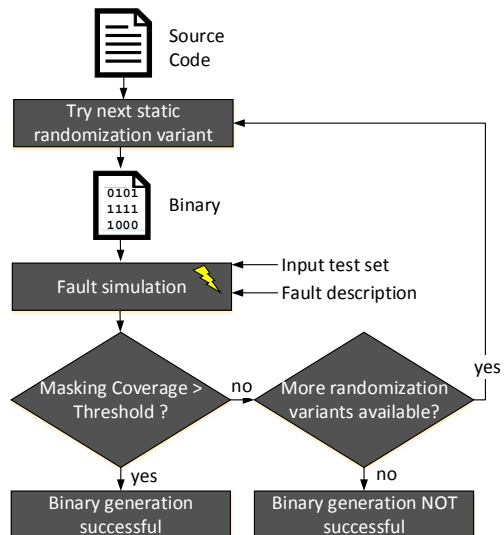 Source
Code
Try next static
randomization variant
0101
1111
1000
Binary
Fault simulation
Input test set
Fault description
Masking Coverage >
Threshold ?
no
More randomization
variants available?
yes
yes
no
Binary generation
successful
Binary generation NOT
successful